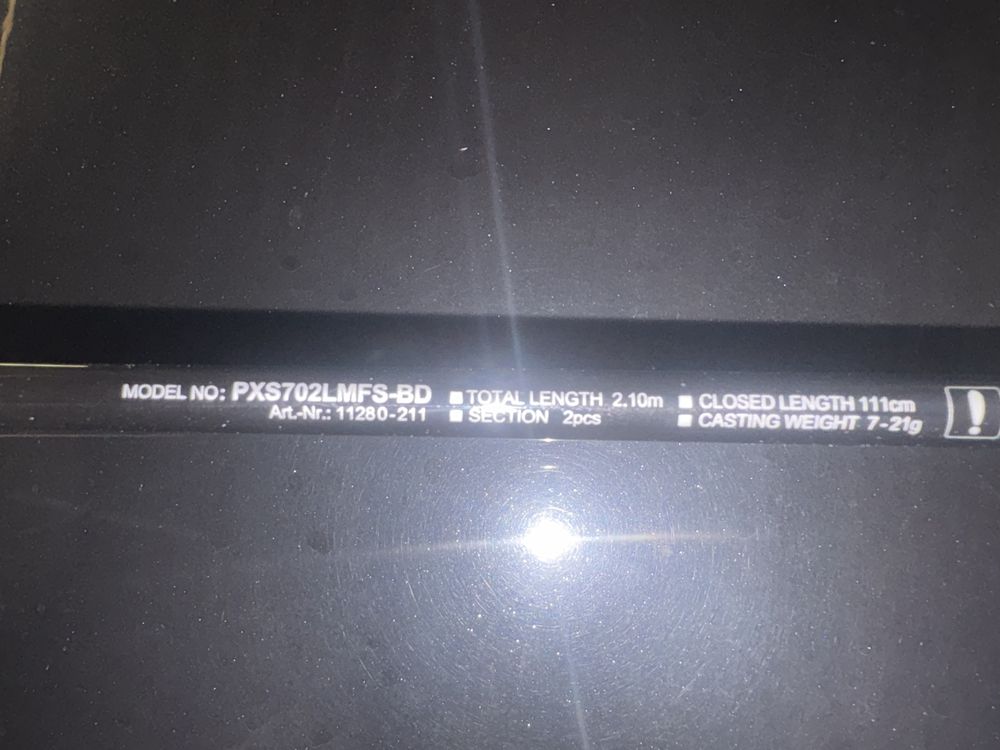 MODEL NO: PXS702LMFS-BD ■ TOTAL LENGTH 2.10m ■ CLOSED LENGTH 111cm
Art.-Nr.: 11280-211 ■ SECTION 2pcs ■ CASTING WEIGHT 7-21g
!